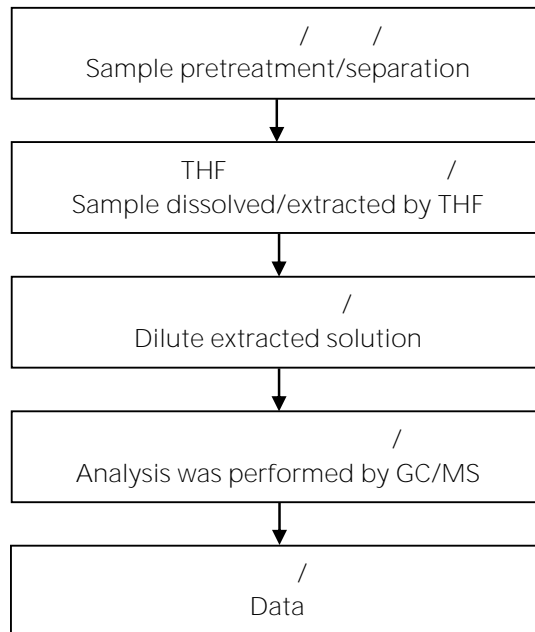 / /
Sample pretreatment/separation
THF /
Sample dissolved/extracted by THF
/
Dilute extracted solution
/
Analysis was performed by GC/MS
/
Data